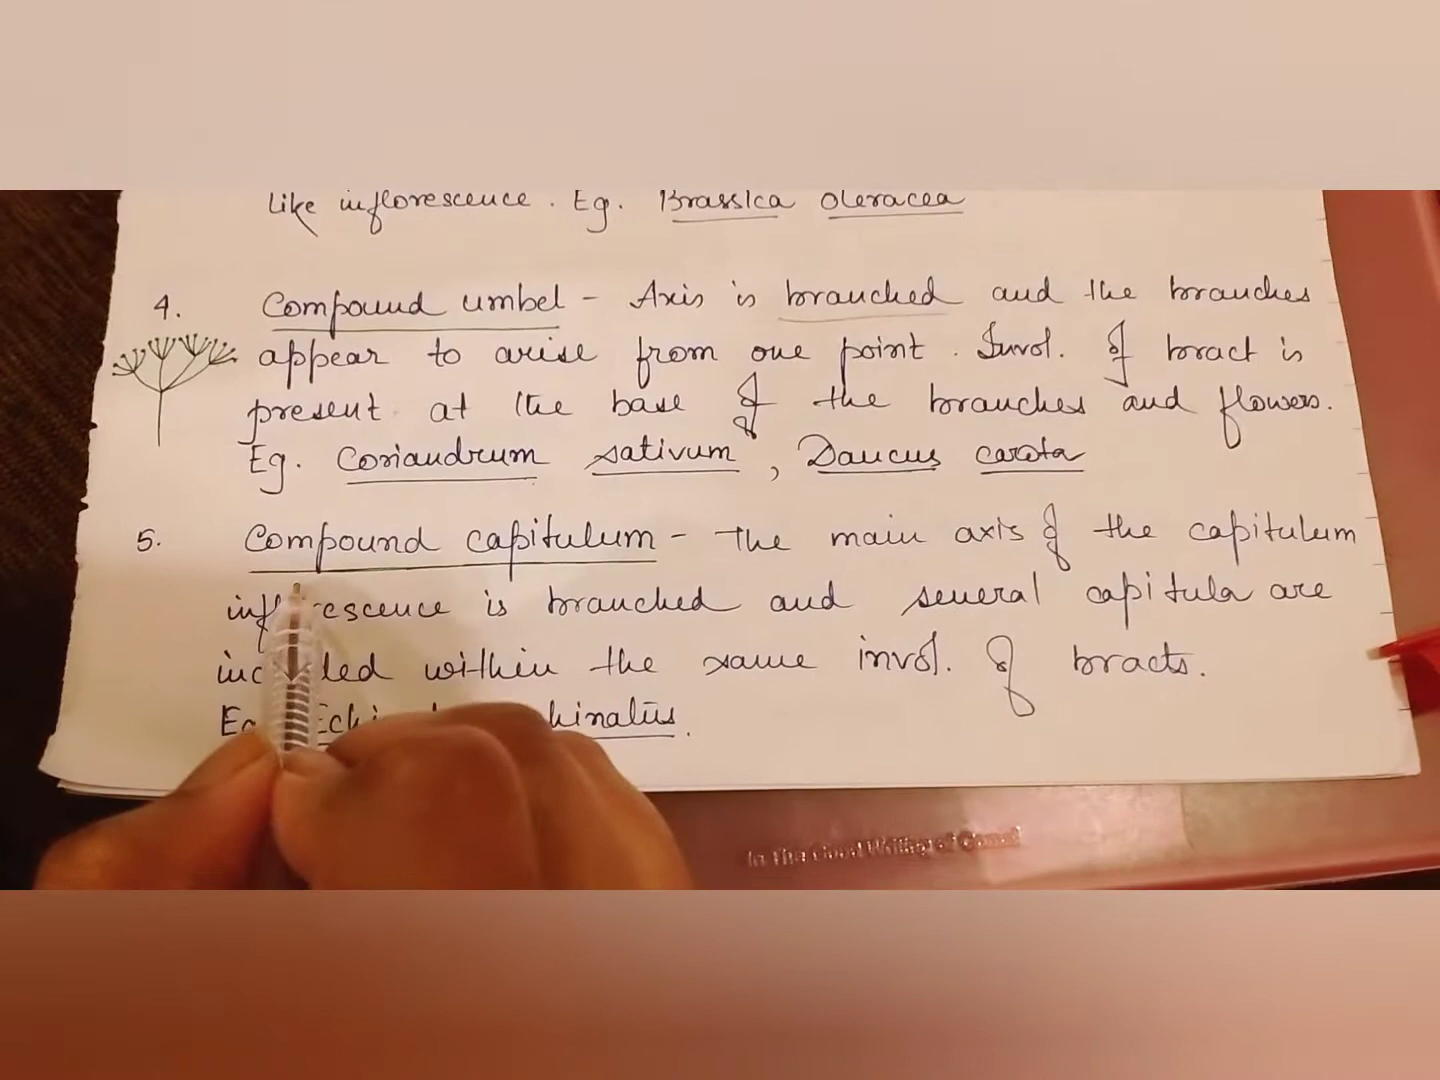 like inflorescence. Eg. Brassica oleracea
4. Compound umbel - Axis is branched and the branches
appear to arise from one point. Invol. of bract is
present at the base of the branches and flowers.
Eg. Coriandrum sativum, Daucus carota
5. Compound capitulum - The main axis of the capitulum
is branched and several capitula are
within the same invol. of bracts.